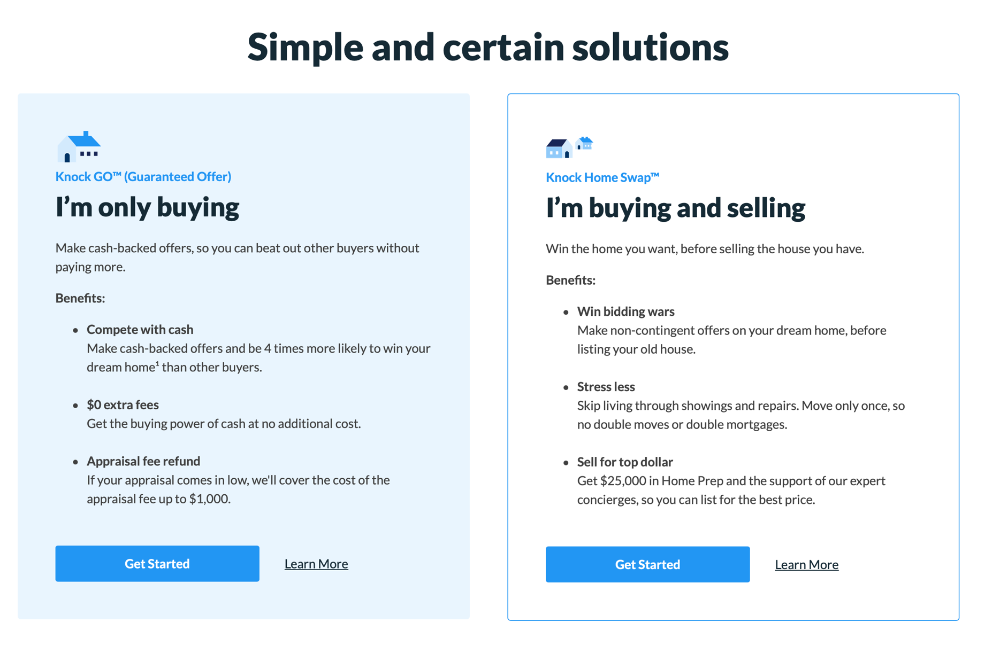 Simple and certain solutions
Knock GO™ (Guaranteed Offer)
I’m only buying
Make cash-backed offers, so you can beat out other buyers without
paying more.
Benefits:
• Compete with cash
Make cash-backed offers and be 4 times more likely to win your
dream home¹ than other buyers.
• $0 extra fees
Get the buying power of cash at no additional cost.
• Appraisal fee refund
If your appraisal comes in low, we'll cover the cost of the
appraisal fee up to $1,000.
Get Started
Learn More
Knock Home Swap™
I’m buying and selling
Win the home you want, before selling the house you have.
Benefits:
• Win bidding wars
Make non-contingent offers on your dream home, before
listing your old house.
• Stress less
Skip living through showings and repairs. Move only once, so
no double moves or double mortgages.
• Sell for top dollar
Get $25,000 in Home Prep and the support of our expert
concierges, so you can list for the best price.
Get Started
Learn More